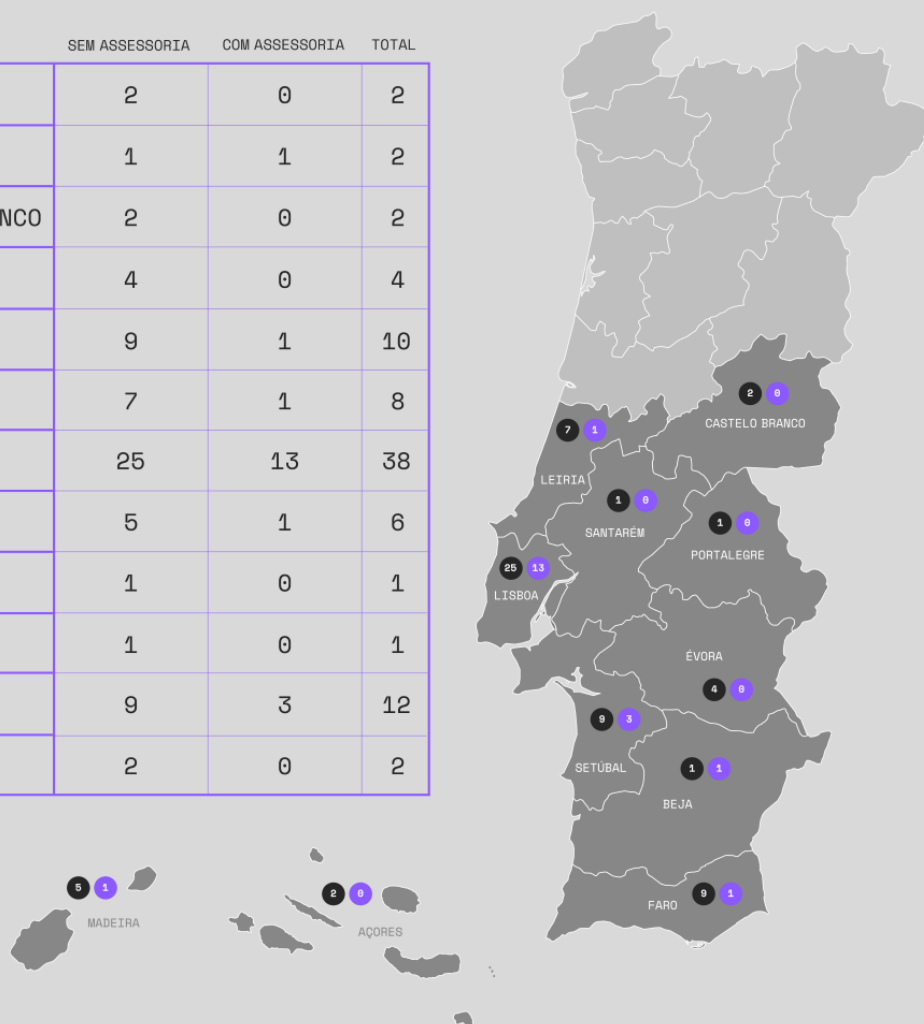 SEM ASSESSORIA COM ASSESSORIA TOTAL
2 0 2
1 1 2
NCO 2 0 2
4 0 4
9 1 10
7 1 8
25 13 38
5 1 6
1 0 1
1 0 1
9 3 12
2 0 2
2 0
CASTELO BRANCO
7 1
LEIRIA
1 0
SANTARÉM
1 0
PORTALEGRE
25 13
LISBOA
ÉVORA
4 0
9 3
SETÚBAL
1 1
BEJA
9 1
FARO
5 1
MADEIRA
2 0
AÇORES